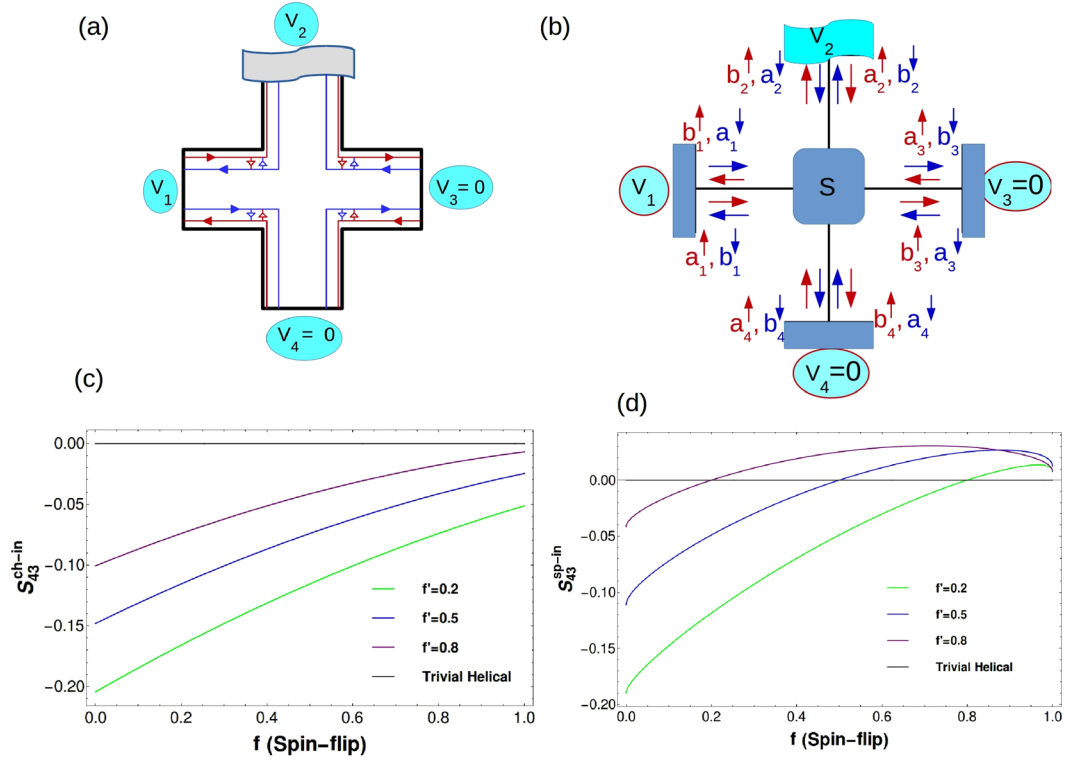 (a)
V2
V1
V3= 0
V4= 0
(b)
V2
b2↑, a2↓
a2↑, b2↓
b1↑, a1↓
a3↑, b3↓
V1
S
V3=0
a1↑, b1↓
b3↑, a3↓
a4↑, b4↓
b4↑, a4↓
V4=0
(c)
S43^ch-in
0.00
-0.05
-0.10
-0.15
-0.20
f'=0.2
f'=0.5
f'=0.8
Trivial Helical
0.0 0.2 0.4 0.6 0.8 1.0
f (Spin-flip)
(d)
S43^sp-in
0.00
-0.05
-0.10
-0.15
-0.20
f'=0.2
f'=0.5
f'=0.8
Trivial Helical
0.0 0.2 0.4 0.6 0.8 1.0
f (Spin-flip)